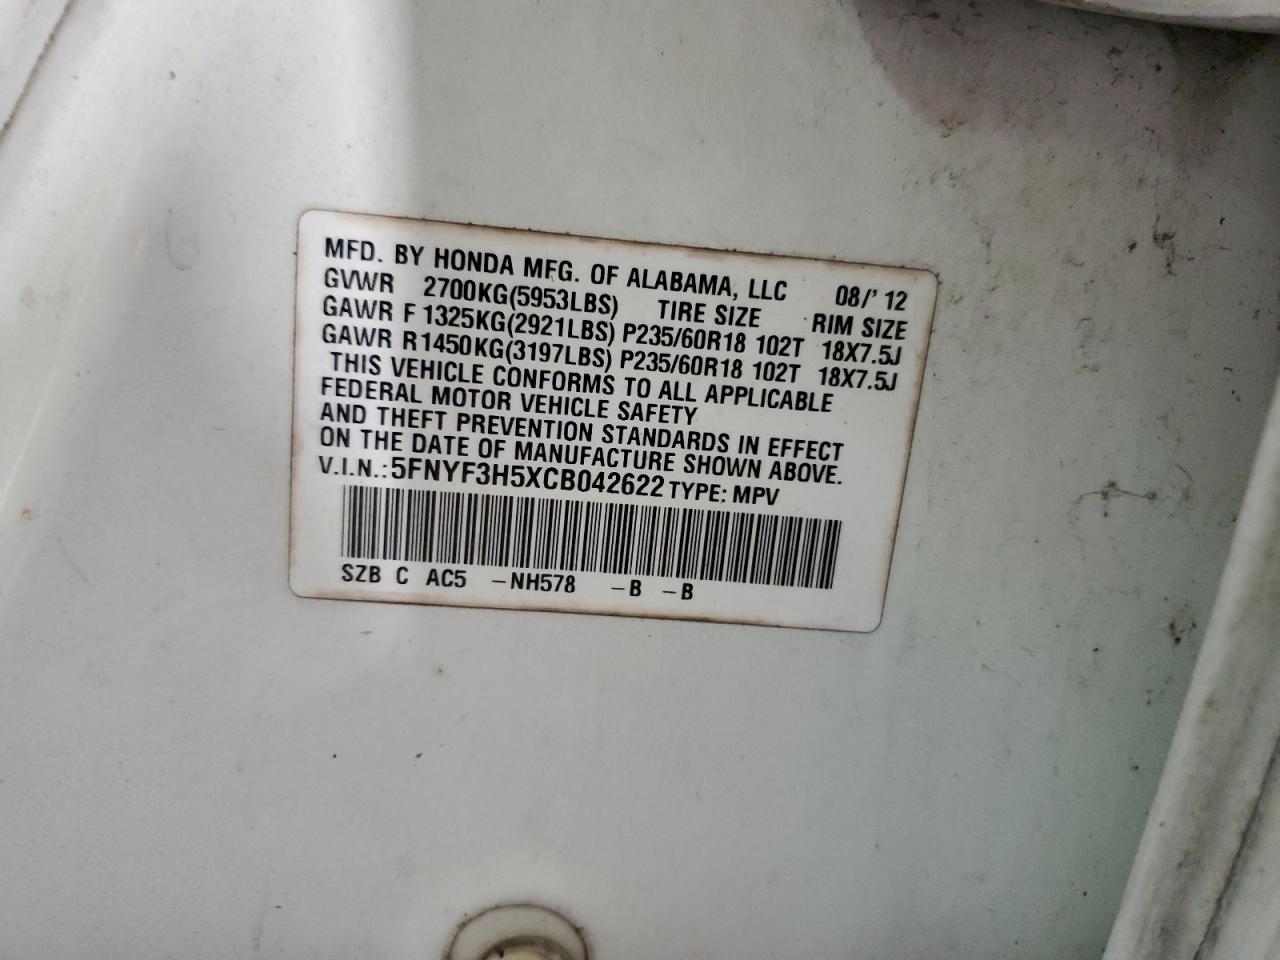 MFD. BY HONDA MFG. OF ALABAMA, LLC 08/' 12
GVWR 2700KG(5953LBS) TIRE SIZE RIM SIZE
GAWR F 1325KG(2921LBS) P235/60R18 102T 18X7.5J
GAWR R1450KG(3197LBS) P235/60R18 102T 18X7.5J
THIS VEHICLE CONFORMS TO ALL APPLICABLE
FEDERAL MOTOR VEHICLE SAFETY
AND THEFT PREVENTION STANDARDS IN EFFECT
ON THE DATE OF MANUFACTURE SHOWN ABOVE.
V.I.N.:5FNYF3H5XCB042622 TYPE: MPV
SZB C AC5 –NH578 –B –B